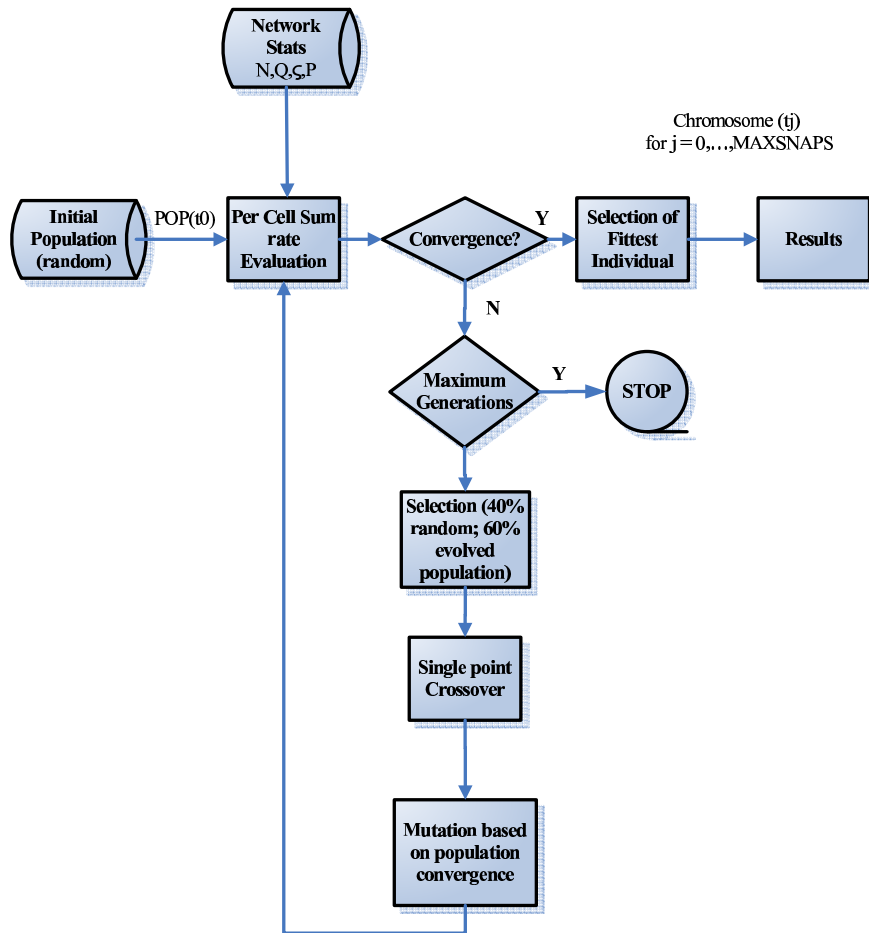 Network
Stats
N,Q,ς,P
Chromosome (tj)
for j = 0,…,MAXSNAPS
Initial
Population
(random)
POP(t0)
Per Cell Sum
rate
Evaluation
Convergence?
Y
Selection of
Fittest
Individual
Results
N
Maximum
Generations
Y
STOP
Selection (40%
random; 60%
evolved
population)
Single point
Crossover
Mutation based
on population
convergence